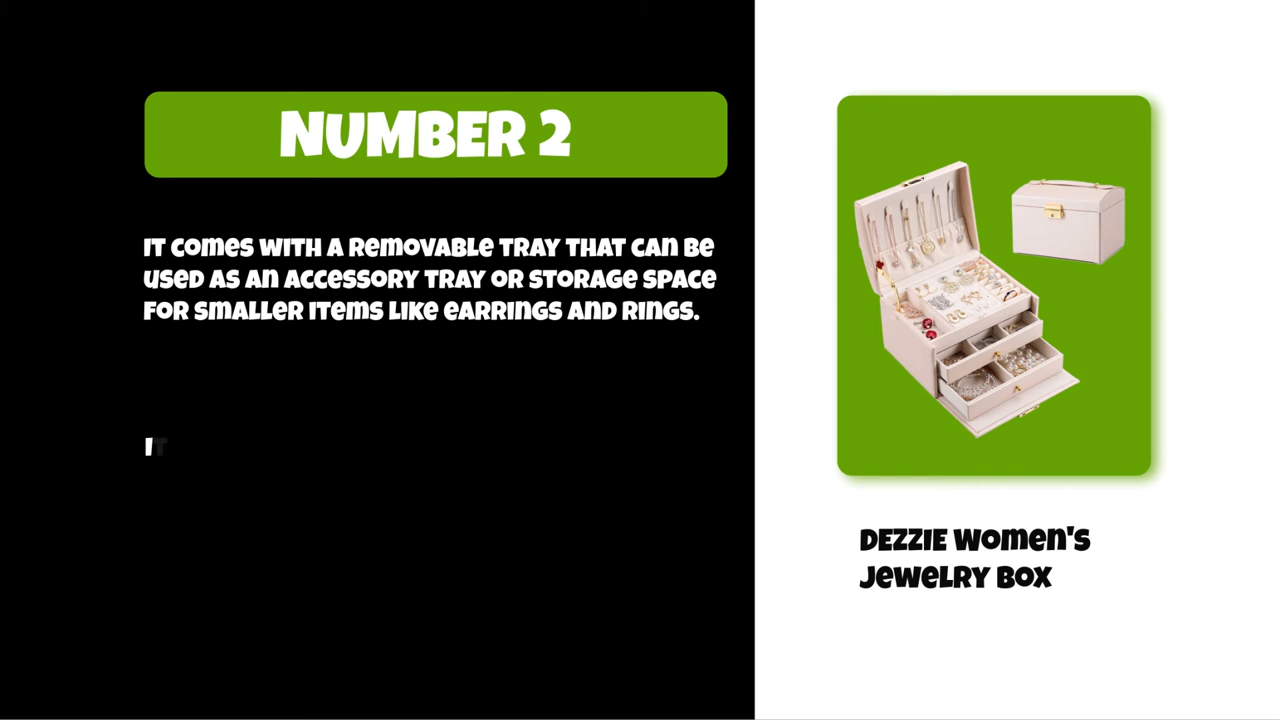 NUMBER 2
IT COMES WITH A REMOVABLE TRAY THAT CAN BE
USED AS AN ACCESSORY TRAY OR STORAGE SPACE
FOR SMALLER ITEMS LIKE EARRINGS AND RINGS.
IT
DEZZIE WOMEN'S
JEWELRY BOX